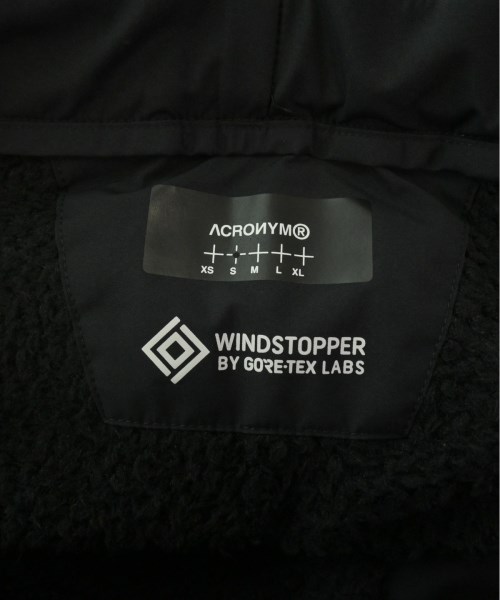 ACRONYM®
XS S M L XL
WINDSTOPPER
BY GORE-TEX LABS